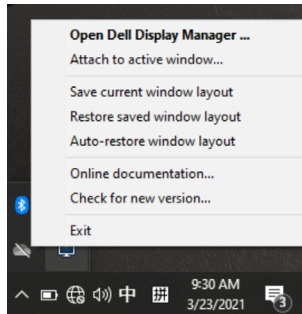 Open Dell Display Manager ...
Attach to active window...
Save current window layout
Restore saved window layout
Auto-restore window layout
Online documentation...
Check for new version...
Exit
中 拼 9:30 AM
3/23/2021 3